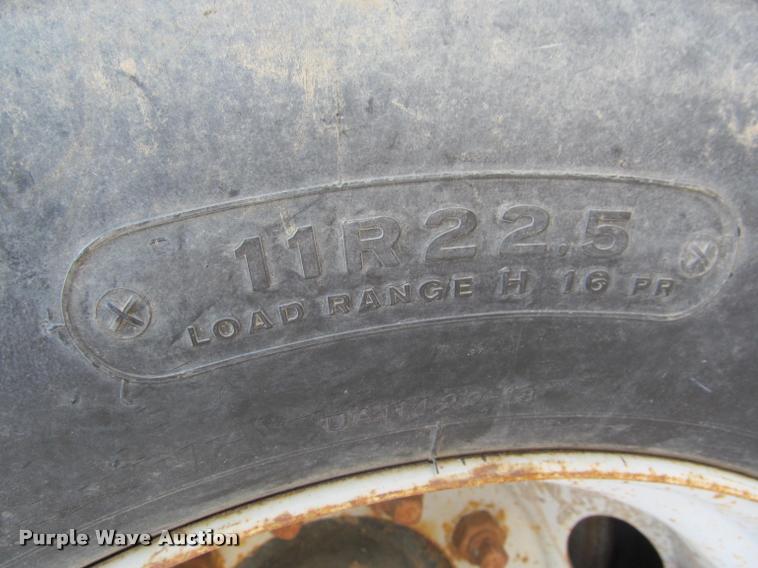 11R22.5
LOAD RANGE H 16 PR
Purple Wave Auction